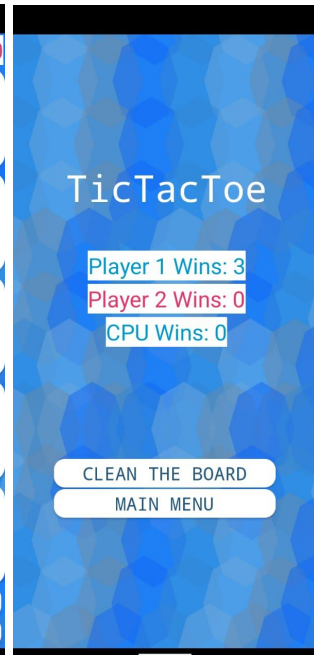 TicTacToe
Player 1 Wins: 3
Player 2 Wins: 0
CPU Wins: 0
CLEAN THE BOARD
MAIN MENU